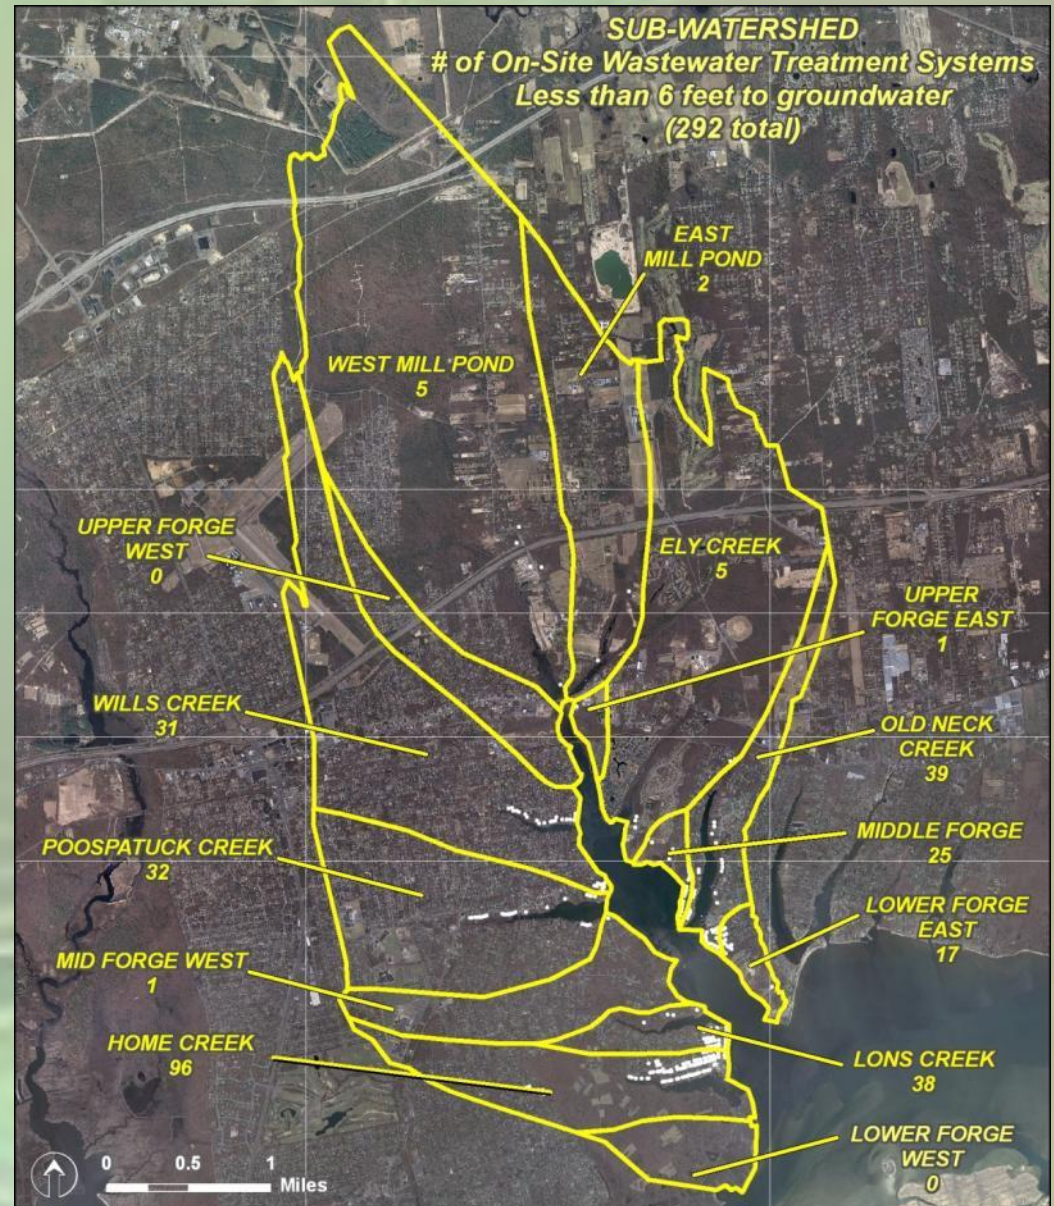 SUB-WATERSHED
# of On-Site Wastewater Treatment Systems
Less than 6 feet to groundwater
(292 total)
EAST
MILL POND
2
WEST MILL POND
5
UPPER FORGE
WEST
0
ELY CREEK
5
UPPER
FORGE EAST
1
WILLS CREEK
31
OLD NECK
CREEK
39
POOSPATUCK CREEK
32
MIDDLE FORGE
25
LOWER FORGE
EAST
17
MID FORGE WEST
1
HOME CREEK
96
LONS CREEK
38
LOWER FORGE
WEST
0
0 0.5 1
Miles